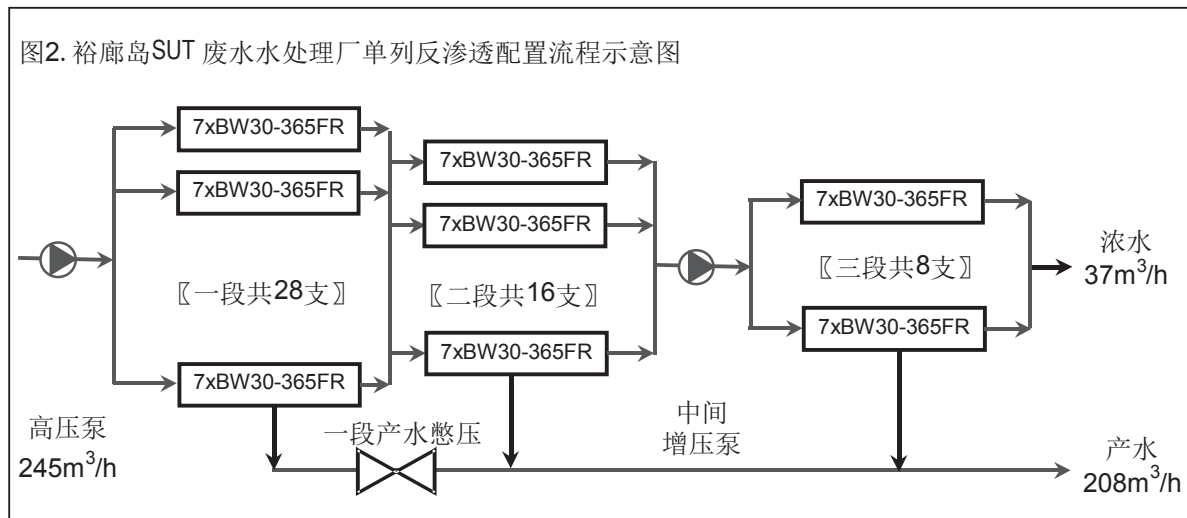 图2. 裕廊岛SUT 废水水处理厂单列反渗透配置流程示意图
7xBW30-365FR
7xBW30-365FR
7xBW30-365FR
〖一段共28支〗
7xBW30-365FR
7xBW30-365FR
〖二段共16支〗
7xBW30-365FR
7xBW30-365FR
〖三段共8支〗
7xBW30-365FR
浓水
37m³/h
高压泵
245m³/h
一段产水憋压
中间
增压泵
产水
208m³/h